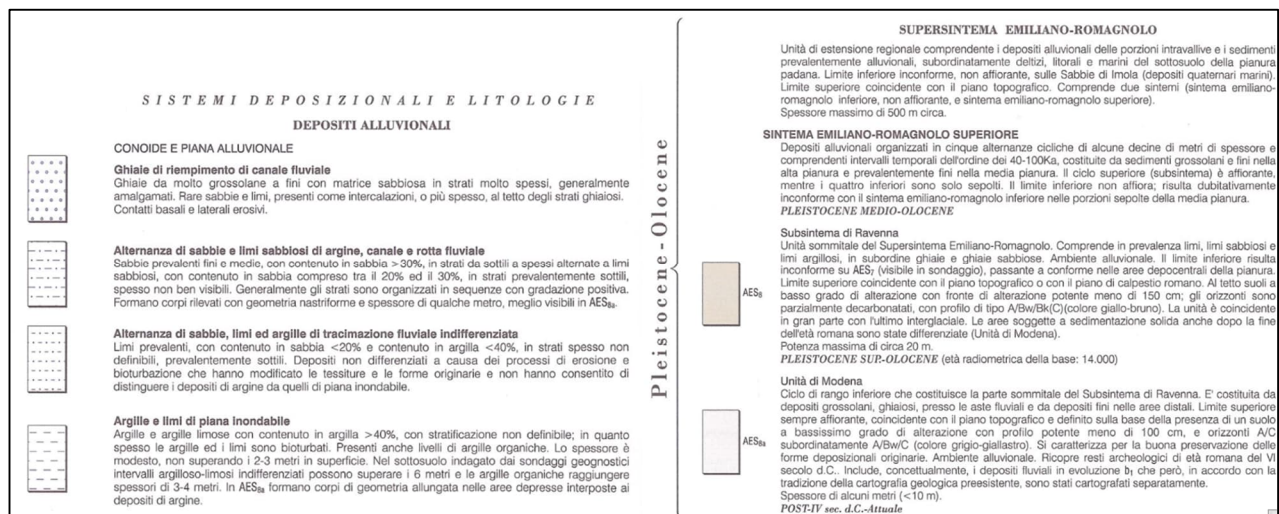 SISTEMI DEPOSIZIONALI E LITOLOGIE
DEPOSITI ALLUVIONALI
CONOIDE E PIANA ALLUVIONALE
Ghiaie di riempimento di canale fluviale
Ghiaie da molto grossolane a fini con matrice sabbiosa in strati molto spessi, generalmente
amalgamati. Rare sabbie e limi, presenti come intercalazioni, o più spesso, al tetto degli strati ghiaiosi.
Contatti basali e laterali erosivi.
Alternanza di sabbie e limi sabbiosi di argine, canale e rotta fluviale
Sabbie prevalenti fini e medie, con contenuto in sabbia >30%, in strati da sottili a spessi alternate a limi
sabbiosi, con contenuto in sabbia compreso tra il 20% ed il 30%, in strati prevalentemente sottili,
spesso non ben visibili. Generalmente gli strati sono organizzati in sequenze con gradazione positiva.
Formano corpi rilevati con geometria nastriforme e spessore di qualche metro, meglio visibili in AES8a.
Alternanza di sabbie, limi ed argille di tracimazione fluviale indifferenziata
Limi prevalenti, con contenuto in sabbia <20% e contenuto in argilla <40%, in strati spesso non
definibili, prevalentemente sottili. Depositi non differenziati a causa dei processi di erosione e
bioturbazione che hanno modificato le tessiture e le forme originarie e non hanno consentito di
distinguere i depositi di argine da quelli di piana inondabile.
Argille e limi di piana inondabile
Argille e argille limose con contenuto in argilla >40%, con stratificazione non definibile; in quanto
spesso le argille ed i limi sono bioturbati. Presenti anche livelli di argille organiche. Lo spessore è
modesto, non superando i 2-3 metri in superficie. Nel sottosuolo indagato dai sondaggi geognostici
intervalli argilloso-limosi indifferenziati possono superare i 6 metri e le argille organiche raggiungere
spessori di 3-4 metri. In AES8a formano corpi di geometria allungata nelle aree depresse interposte ai
depositi di argine.
Pleistocene-Olocene
SUPERSINTEMA EMILIANO-ROMAGNOLO
Unità di estensione regionale comprendente i depositi alluvionali delle porzioni intravallive e i sedimenti
prevalentemente alluvionali, subordinatamente deltizi, litorali e marini del sottosuolo della pianura
padana. Limite inferiore inconforme, non affiorante, sulle Sabbie di Imola (depositi quaternari marini).
Limite superiore coincidente con il piano topografico. Comprende due sintemi (sintema emiliano-
romagnolo inferiore, non affiorante, e sintema emiliano-romagnolo superiore).
Spessore massimo di 500 m circa.
SINTEMA EMILIANO-ROMAGNOLO SUPERIORE
Depositi alluvionali organizzati in cinque alternanze cicliche di alcune decine di metri di spessore e
comprendenti intervalli temporali dell'ordine dei 40-100Ka, costituite da sedimenti grossolani e fini nella
alta pianura e prevalentemente fini nella media pianura. Il ciclo superiore (subsintema) è affiorante,
mentre i quattro inferiori sono solo sepolti. Il limite inferiore non affiora; risulta dubitativamente
inconforme con il sintema emiliano-romagnolo inferiore nelle porzioni sepolte della media pianura.
PLEISTOCENE MEDIO-OLOCENE
Subsintema di Ravenna
Unità sommitale del Supersintema Emiliano-Romagnolo. Comprende in prevalenza limi, limi sabbiosi e
limi argillosi, in subordine ghiaie e ghiaie sabbiose. Ambiente alluvionale. Il limite inferiore risulta
inconforme su AES7 (visibile in sondaggio), passante a conforme nelle aree depocentrali della pianura.
Limite superiore coincidente con il piano topografico o con il piano di calpestio romano. Al tetto suoli a
basso grado di alterazione con fronte di alterazione potente meno di 150 cm; gli orizzonti sono
parzialmente decarbonatati, con profilo di tipo A/Bw/Bk(C)(colore giallo-bruno). La unità è coincidente
in gran parte con l'ultimo interglaciale. Le aree soggette a sedimentazione solida anche dopo la fine
dell'età romana sono state differenziate (Unità di Modena).
Potenza massima di circa 20 m.
PLEISTOCENE SUP.-OLOCENE (età radiometrica della base: 14.000)
AES8
Unità di Modena
Ciclo di rango inferiore che costituisce la parte sommitale del Subsintema di Ravenna. E' costituita da
depositi grossolani, ghiaiosi, presso le aste fluviali e da depositi fini nelle aree distali. Limite superiore
sempre affiorante, coincidente con il piano topografico e definito sulla base della presenza di un suolo
a bassissimo grado di alterazione con profilo potente meno di 100 cm, e orizzonti A/C
subordinatamente A/Bw/C (colore grigio-giallastro). Si caratterizza per la buona preservazione delle
forme deposizionali originarie. Ambiente alluvionale. Ricopre resti archeologici di età romana del VI
secolo d.C.. Include, concettualmente, i depositi fluviali in evoluzione b1 che però, in accordo con la
tradizione della cartografia geologica preesistente, sono stati cartografati separatamente.
Spessore di alcuni metri (<10 m).
POST-IV sec. d.C.-Attuale
AES8a